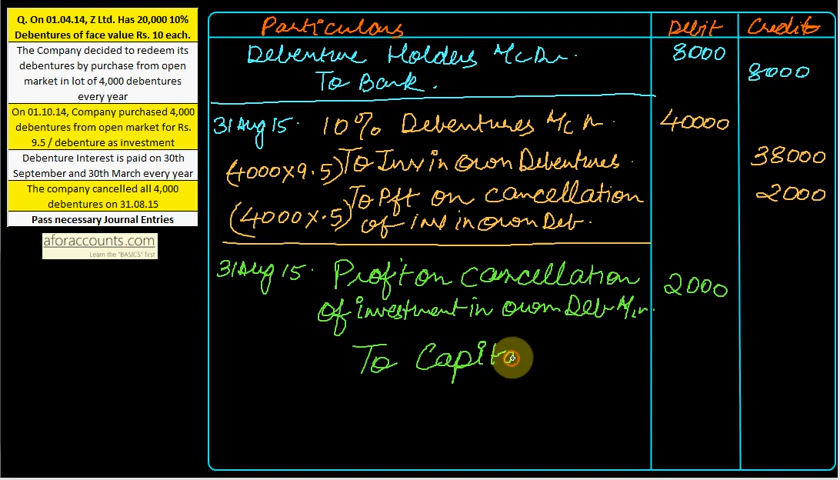 Q. On 01.04.14, Z Ltd. Has 20,000 10%
Debentures of face value Rs. 10 each.
The Company decided to redeem its
debentures by purchase from open
market in lot of 4,000 debentures
every year
On 01.10.14, Company purchased 4,000
debentures from open market for Rs.
9.5 / debenture as investment
Debenture Interest is paid on 30th
September and 30th March every year
The company cancelled all 4,000
debentures on 31.08.15
Pass necessary Journal Entries
aforaccounts.com
Learn the "BASICS" first
Particulars Debit Credit
Debenture Holders A/c Dr. 8000
To Bank. 8000
31 Aug 15. 10% Debentures A/c Dr. 40000
(4000x9.5) To Inv in own Debentures. 38000
To Pft on cancellation 2000
(4000x.5) of inv in own Deb.
31 Aug 15. Profit on cancellation 2000
of investment in own Deb A/c Dr.
To Capit